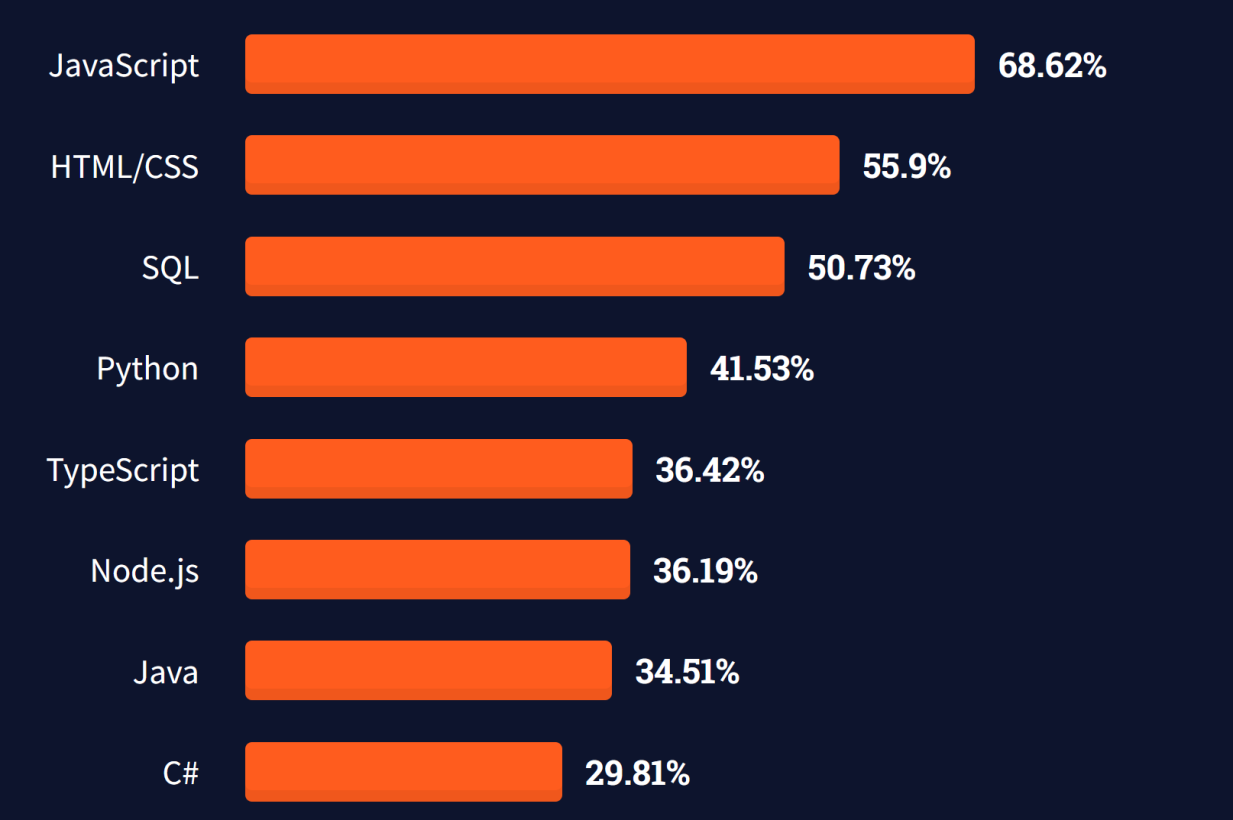 JavaScript 68.62%
HTML/CSS 55.9%
SQL 50.73%
Python 41.53%
TypeScript 36.42%
Node.js 36.19%
Java 34.51%
C# 29.81%